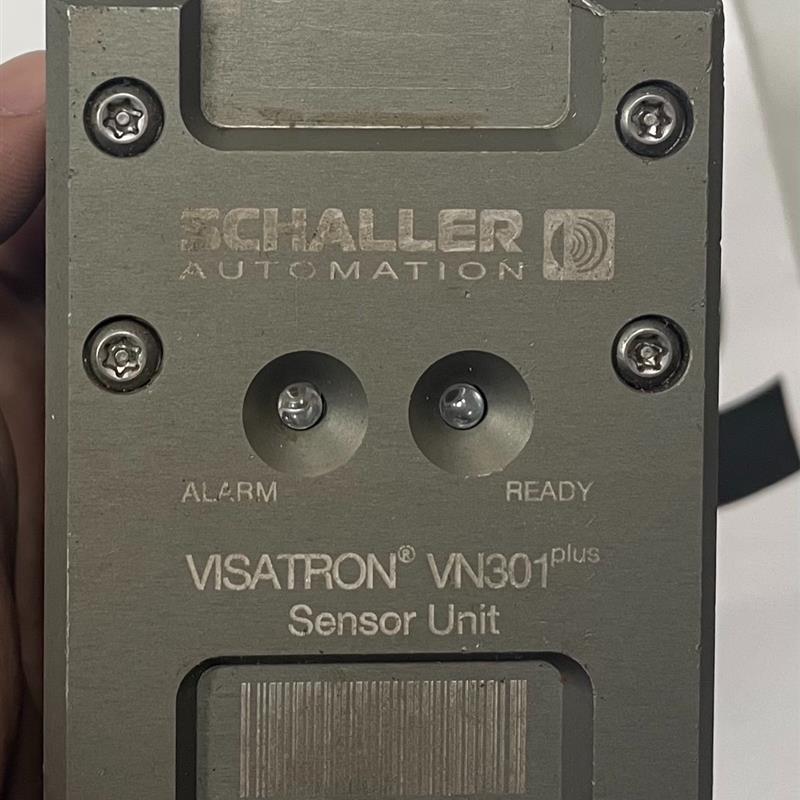 SCHALLER
AUTOMATION
ALARM READY
VISATRON® VN301plus
Sensor Unit